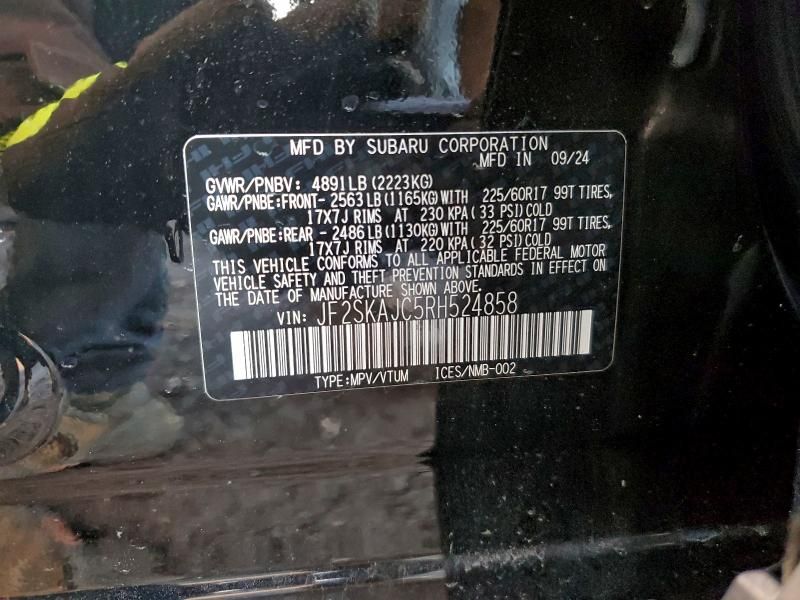 MFD BY SUBARU CORPORATION
MFD IN 09/24
GVWR/PNBV: 4891LB(2223KG)
GAWR/PNBE:FRONT- 2563LB(1165KG)WITH 225/60R17 99T TIRES,
17X7J RIMS AT 230 KPA(33 PSI)COLD
GAWR/PNBE:REAR - 2486LB(1130KG)WITH 225/60R17 99T TIRES,
17X7J RIMS AT 220 KPA(32 PSI)COLD
THIS VEHICLE CONFORMS TO ALL APPLICABLE FEDERAL MOTOR
VEHICLE SAFETY AND THEFT PREVENTION STANDARDS IN EFFECT ON
THE DATE OF MANUFACTURE SHOWN ABOVE.
VIN: JF2SKAJC5RH524858
TYPE:MPV/VTUM ICES/NMB-002